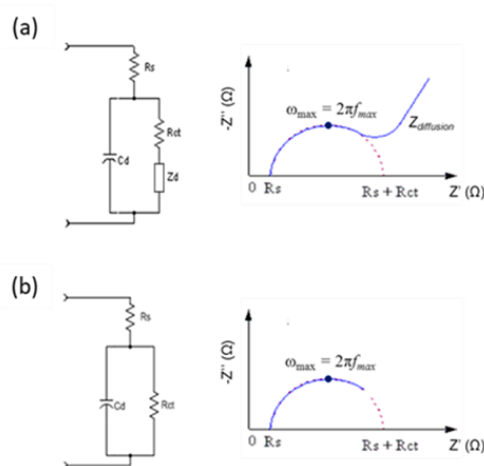 (a)
Rs
Rct
Cd
Zd
-Z'' (Ω)
ωmax = 2πfmax
Zdiffusion
0 Rs Rs + Rct Z' (Ω)
(b)
Rs
Cd
Rct
-Z'' (Ω)
ωmax = 2πfmax
0 Rs Rs + Rct Z' (Ω)